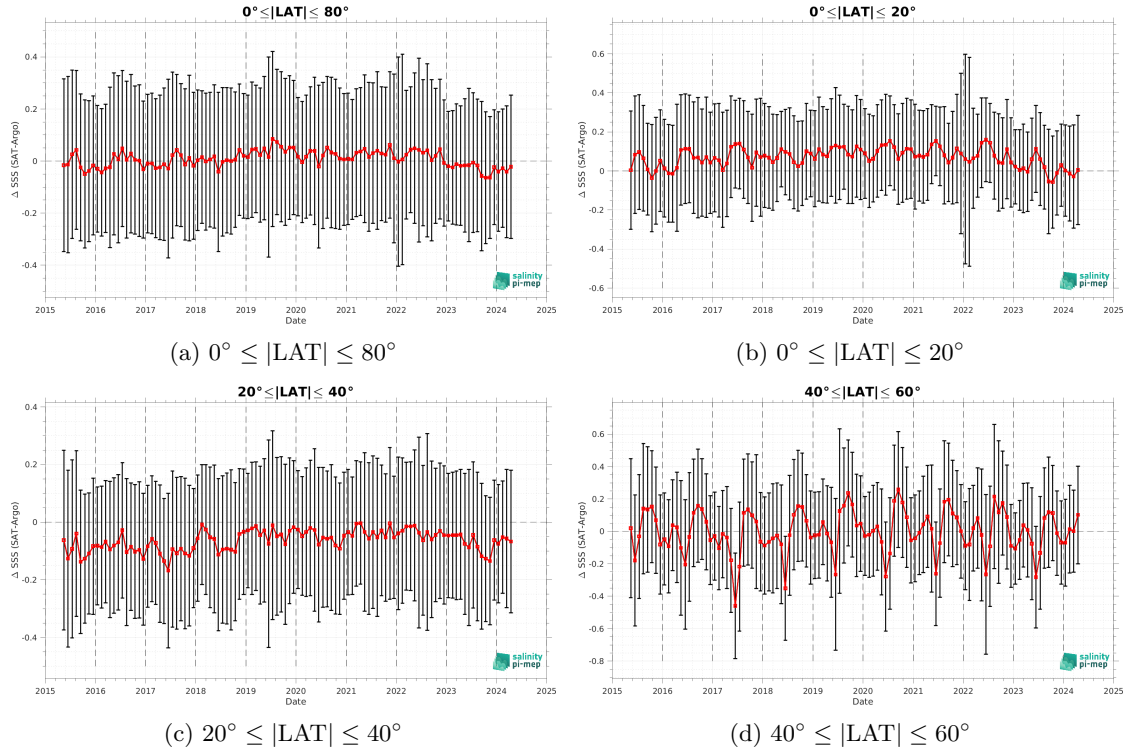 0°≤|LAT|≤ 80°
Δ SSS (SAT-Argo)
0.4
0.2
0
-0.2
-0.4
salinity
pi-mep
2015 2016 2017 2018 2019 2020 2021 2022 2023 2024 2025
Date
(a) 0° ≤ |LAT| ≤ 80°
0°≤|LAT|≤ 20°
Δ SSS (SAT-Argo)
0.6
0.4
0.2
0
-0.2
-0.4
-0.6
salinity
pi-mep
2015 2016 2017 2018 2019 2020 2021 2022 2023 2024 2025
Date
(b) 0° ≤ |LAT| ≤ 20°
20°≤|LAT|≤ 40°
Δ SSS (SAT-Argo)
0.4
0.2
0
-0.2
-0.4
salinity
pi-mep
2015 2016 2017 2018 2019 2020 2021 2022 2023 2024 2025
Date
(c) 20° ≤ |LAT| ≤ 40°
40°≤|LAT|≤ 60°
Δ SSS (SAT-Argo)
0.6
0.4
0.2
0
-0.2
-0.4
-0.6
-0.8
salinity
pi-mep
2015 2016 2017 2018 2019 2020 2021 2022 2023 2024 2025
Date
(d) 40° ≤ |LAT| ≤ 60°